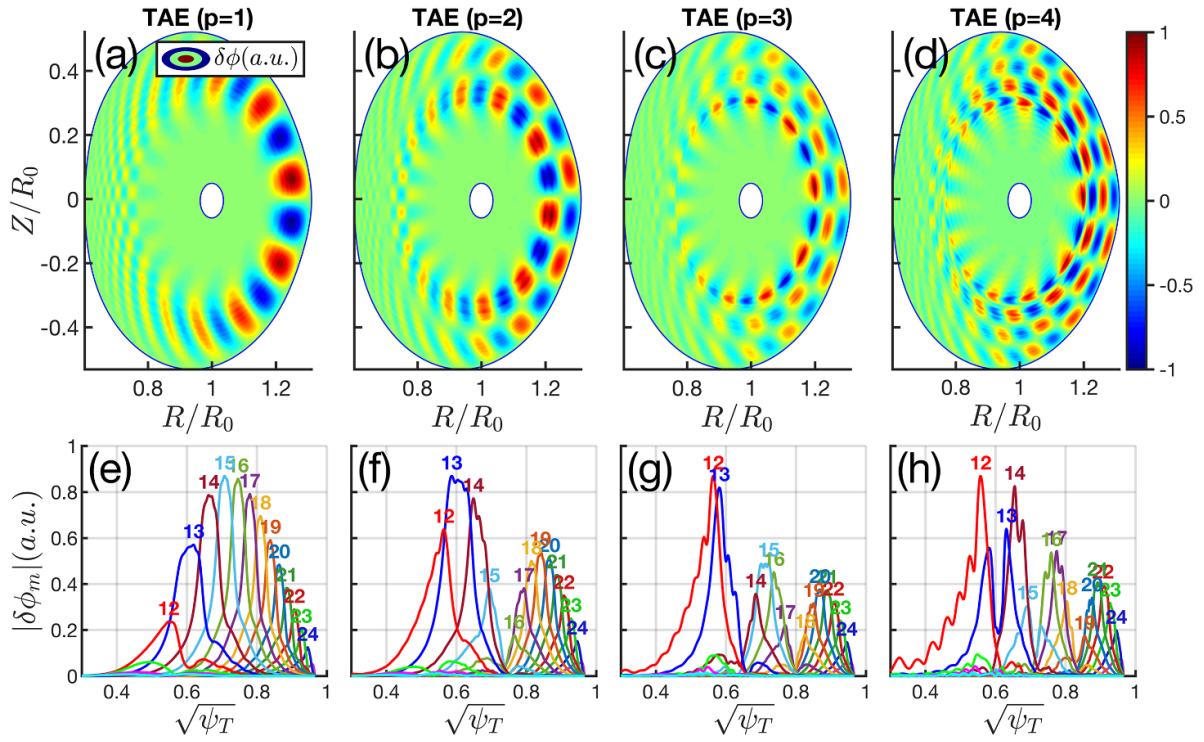 TAE (p=1)
TAE (p=2)
TAE (p=3)
TAE (p=4)
(a)
δϕ(a.u.)
(b)
(c)
(d)
1
0.5
0
-0.5
-1
0.4
0.2
0
-0.2
-0.4
Z/R₀
0.8 1 1.2
0.8 1 1.2
0.8 1 1.2
0.8 1 1.2
R/R₀
R/R₀
R/R₀
R/R₀
(e)
12
13
14
15
16
17
18
19
20
21
22
23
24
(f)
12
13
14
15
16
17
18
19
20
21
22
23
24
(g)
12
13
14
15
16
17
18
19
20
21
22
23
24
(h)
12
13
14
15
16
17
18
19
20
21
22
23
24
1
0.8
0.6
0.4
0.2
0
|δϕₘ|(a.u.)
0.4 0.6 0.8 1
0.4 0.6 0.8 1
0.4 0.6 0.8 1
0.4 0.6 0.8 1
√ψ_T
√ψ_T
√ψ_T
√ψ_T